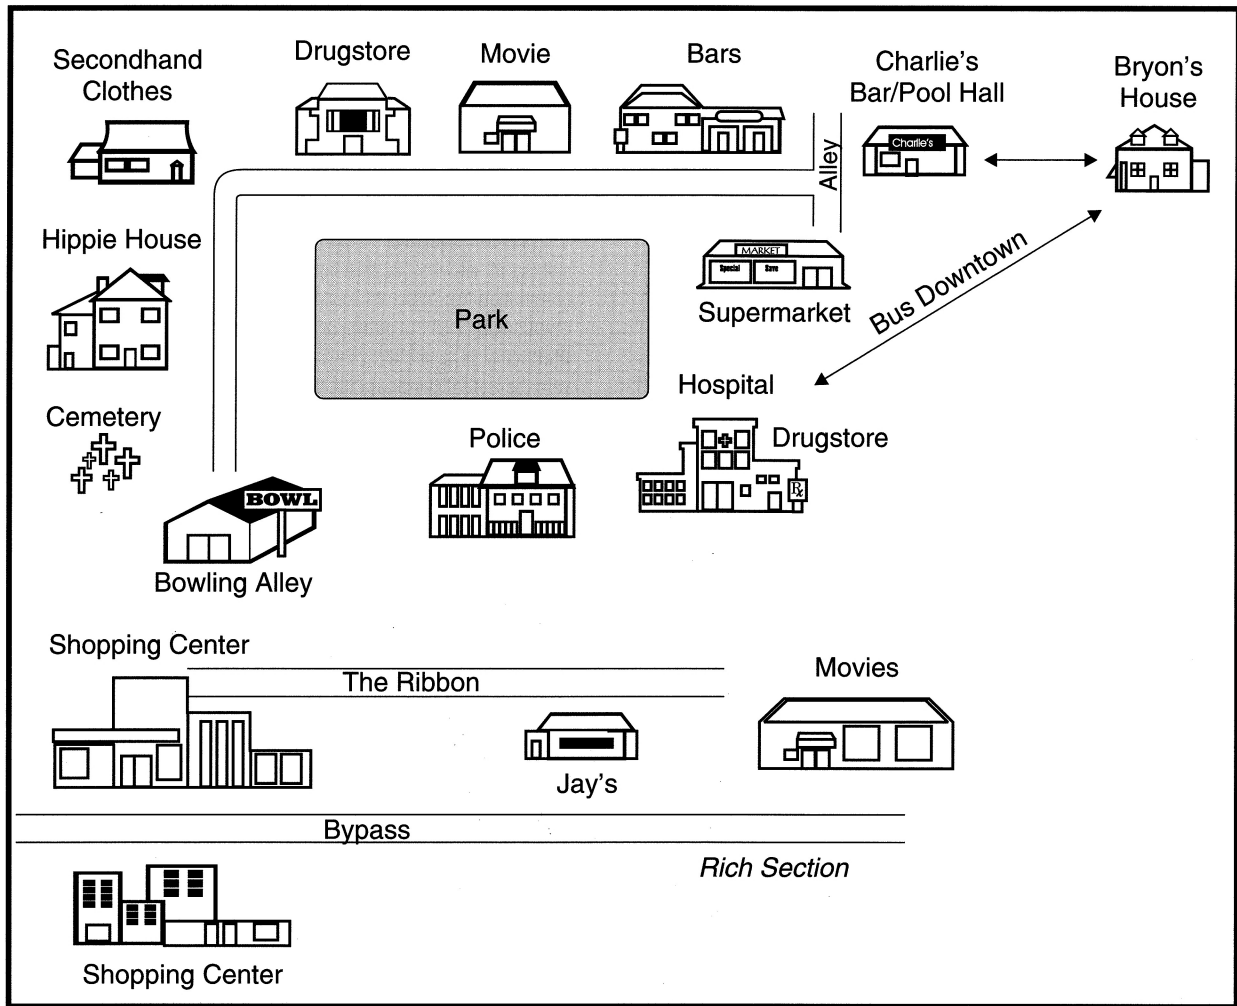 Secondhand
Clothes
Drugstore
Movie
Bars
Charlie's
Bar/Pool Hall
Bryon's
House
Charlie's
Alley
Hippie House
MARKET
Special
Save
Supermarket
Bus Downtown
Park
Cemetery
Hospital
Police
Drugstore
Rx
BOWL
Bowling Alley
Shopping Center
The Ribbon
Movies
Jay's
Bypass
Rich Section
Shopping Center